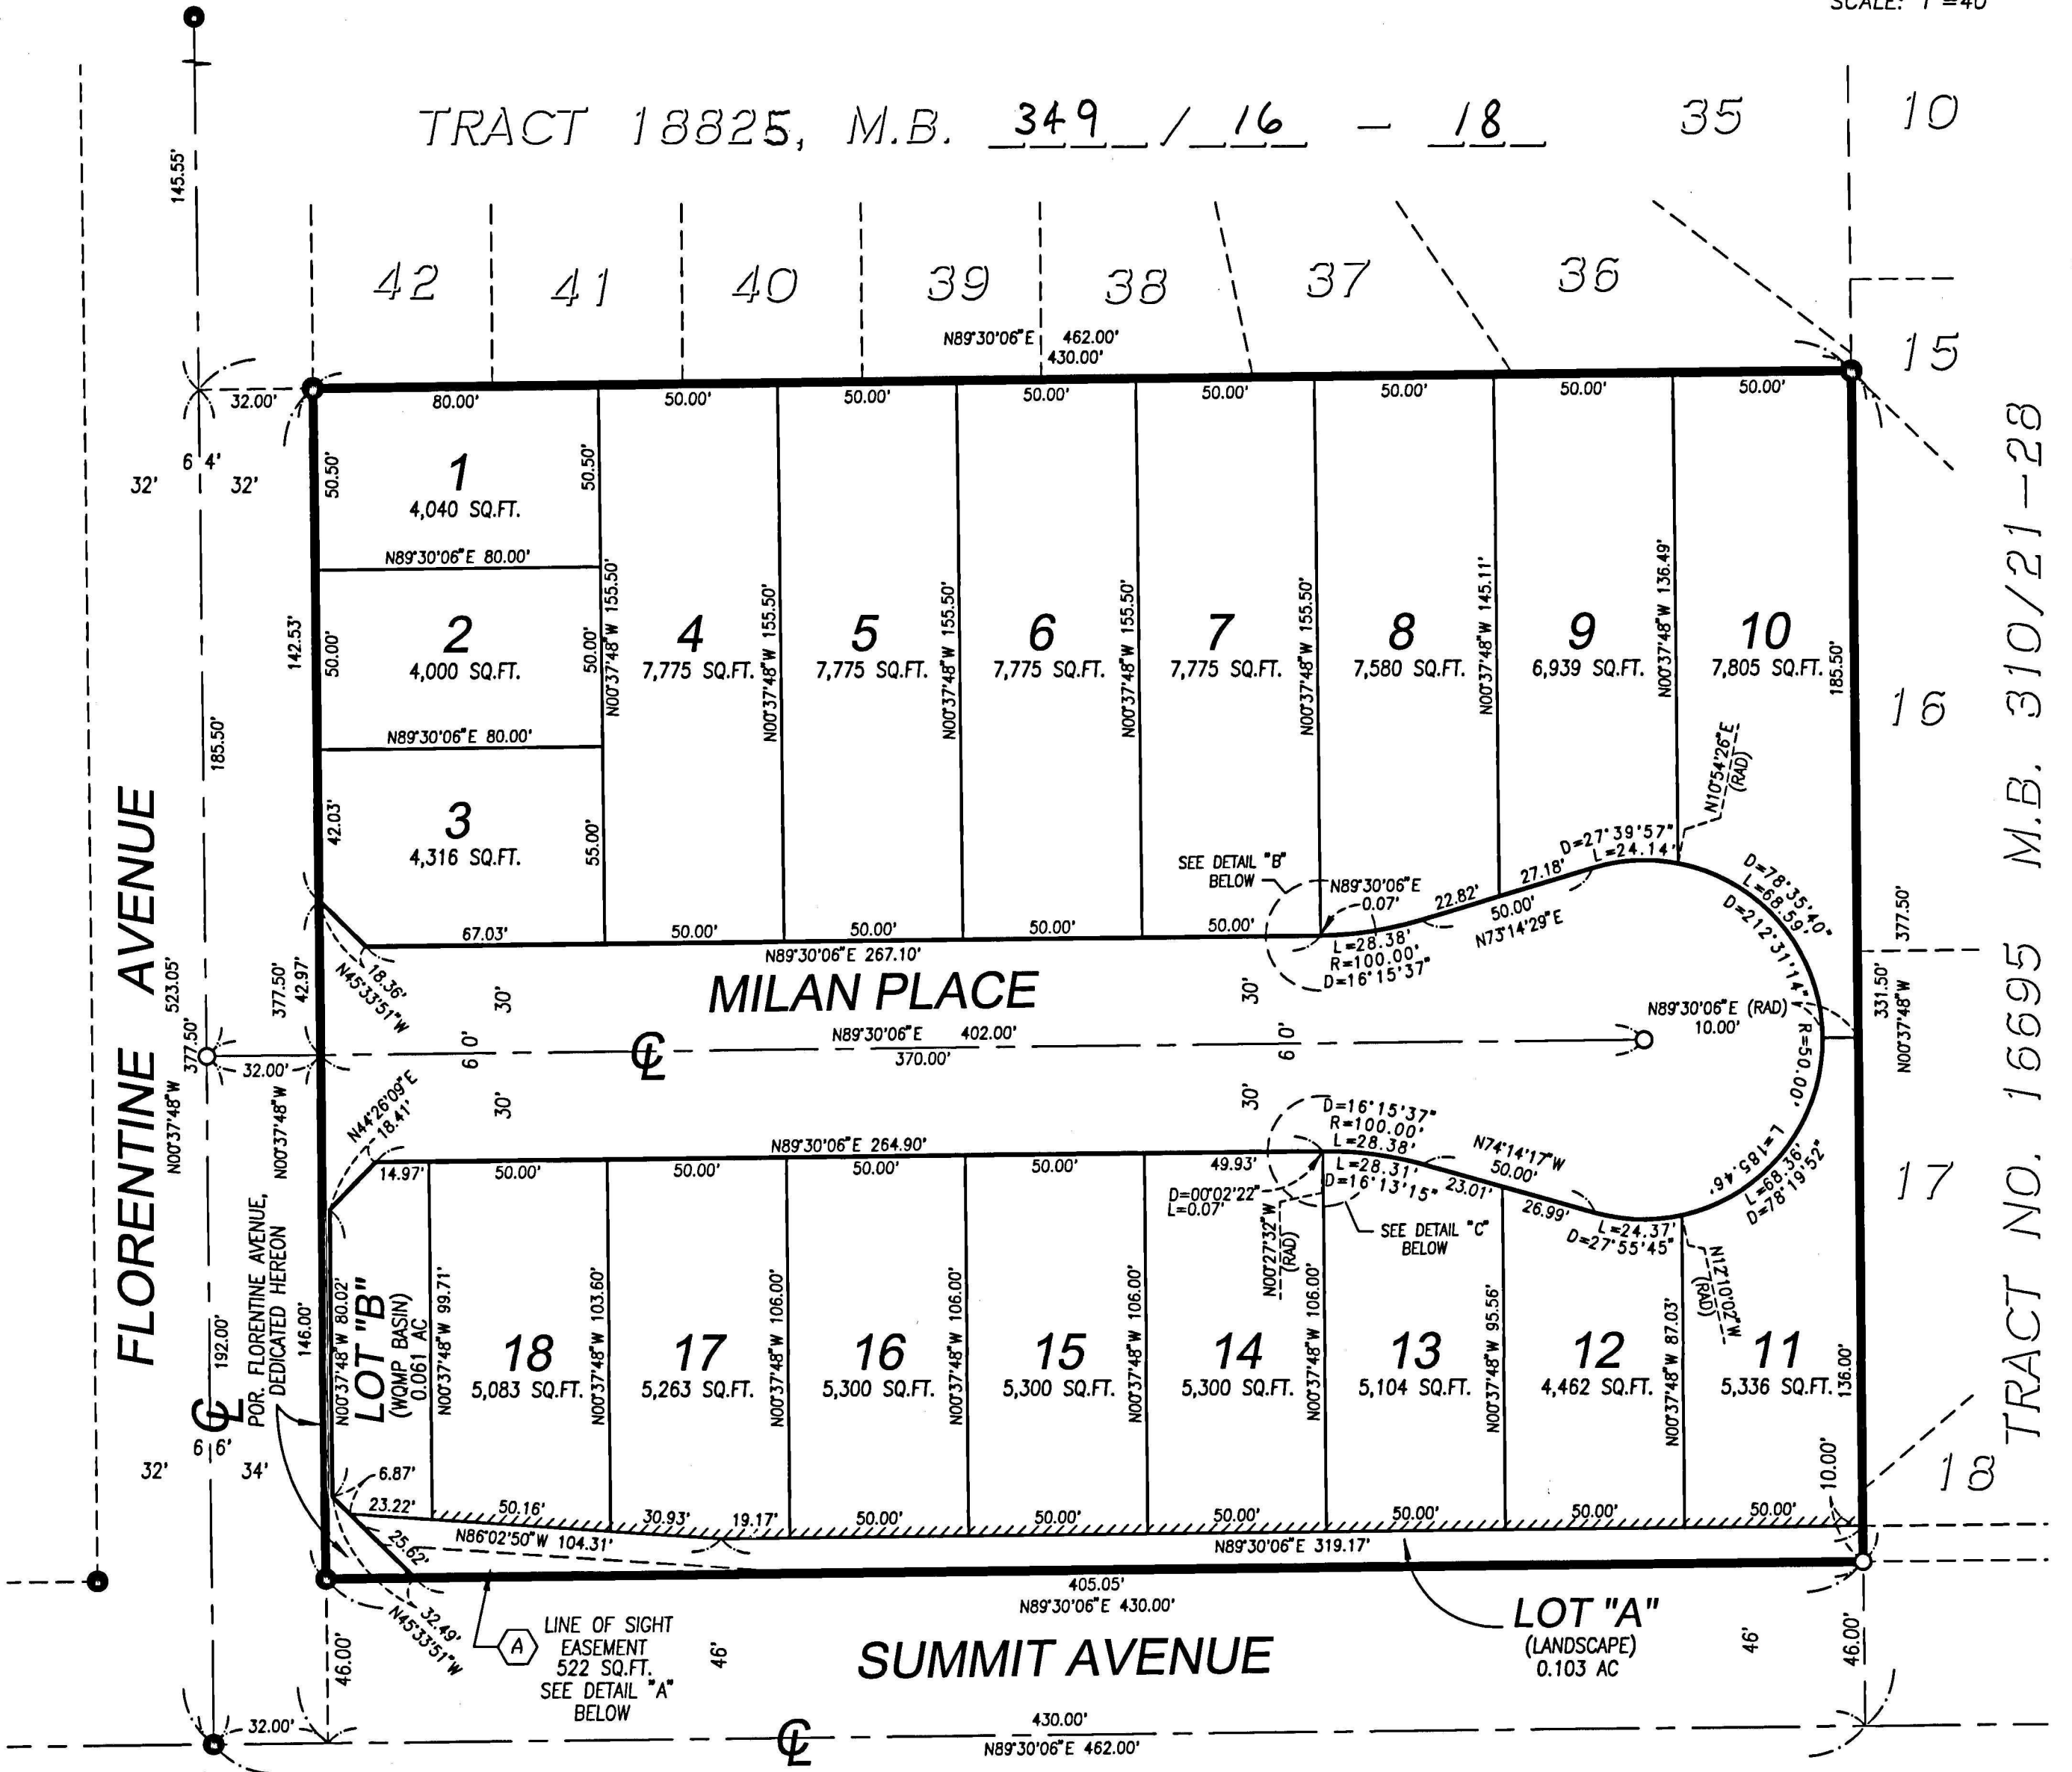 SCALE: 1"=40'
TRACT 18825, M.B. 349 / 16 - 18
35
10
145.55'
42
41
40
39
38
37
36
15
N89°30'06"E 462.00'
430.00'
32.00'
80.00'
50.00'
50.00'
50.00'
50.00'
50.00'
50.00'
50.00'
64'
32'
32'
50.50'
1
4,040 SQ.FT.
50.50'
N89°30'06"E 80.00'
142.53'
50.00'
2
4,000 SQ.FT.
50.00'
N00°37'48"W 155.50'
N89°30'06"E 80.00'
185.50'
42.03'
3
4,316 SQ.FT.
55.00'
4
7,775 SQ.FT.
N00°37'48"W 155.50'
5
7,775 SQ.FT.
N00°37'48"W 155.50'
6
7,775 SQ.FT.
N00°37'48"W 155.50'
7
7,775 SQ.FT.
N00°37'48"W 155.50'
8
7,580 SQ.FT.
N00°37'48"W 145.11'
9
6,939 SQ.FT.
N00°37'48"W 136.49'
10
7,805 SQ.FT.
185.50'
16
TRACT NO. 16695 M.B. 310/21-28
N10°54'26"E
(RAD)
SEE DETAIL "B"
BELOW
N89°30'06"E
0.07'
22.82'
27.18'
50.00'
N73°14'29"E
D=27°39'57"
L=24.14'
D=78°35'40"
L=68.59'
D=212°31'14"
L=28.38'
R=100.00'
D=16°15'37"
67.03'
50.00'
50.00'
50.00'
50.00'
N89°30'06"E 267.10'
18.36'
N45°33'51"W
FLORENTINE AVENUE
523.05'
377.50'
N00°37'48"W
377.50'
42.97'
N00°37'48"W
30'
60'
30'
MILAN PLACE
N89°30'06"E 402.00'
370.00'
CL
30'
60'
30'
N89°30'06"E (RAD)
10.00'
R=50.00'
L=185.46'
377.50'
331.50'
N00°37'48"W
32.00'
N44°26'09"E
18.41'
N89°30'06"E 264.90'
14.97'
50.00'
50.00'
50.00'
50.00'
49.93'
D=16°15'37"
R=100.00'
L=28.38'
L=28.31'
D=16°13'15"
D=00°02'22"
L=0.07'
N00°27'32"W
(RAD)
SEE DETAIL "C"
BELOW
N74°14'17"W
50.00'
23.01'
26.99'
L=24.37'
D=27°55'45"
L=68.36'
D=78°19'52"
N12°10'02"W
(RAD)
17
POR. FLORENTINE AVENUE,
DEDICATED HEREON
192.00'
146.00'
N00°37'48"W 80.02'
LOT "B"
(WQMP BASIN)
0.061 AC
N00°37'48"W 99.71'
18
5,083 SQ.FT.
N00°37'48"W 103.60'
17
5,263 SQ.FT.
N00°37'48"W 106.00'
16
5,300 SQ.FT.
N00°37'48"W 106.00'
15
5,300 SQ.FT.
N00°37'48"W 106.00'
14
5,300 SQ.FT.
N00°37'48"W 106.00'
13
5,104 SQ.FT.
N00°37'48"W 95.56'
12
4,462 SQ.FT.
N00°37'48"W 87.03'
11
5,336 SQ.FT.
136.00'
CL
66'
32'
34'
6.87'
23.22'
50.16'
30.93'
19.17'
50.00'
50.00'
50.00'
50.00'
50.00'
50.00'
10.00'
18
25.62'
N86°02'50"W 104.31'
N89°30'06"E 319.17'
405.05'
N89°30'06"E 430.00'
32.49'
N45°33'51"W
46.00'
A
LINE OF SIGHT
EASEMENT
522 SQ.FT.
SEE DETAIL "A"
BELOW
46'
SUMMIT AVENUE
LOT "A"
(LANDSCAPE)
0.103 AC
46'
46.00'
32.00'
CL
430.00'
N89°30'06"E 462.00'